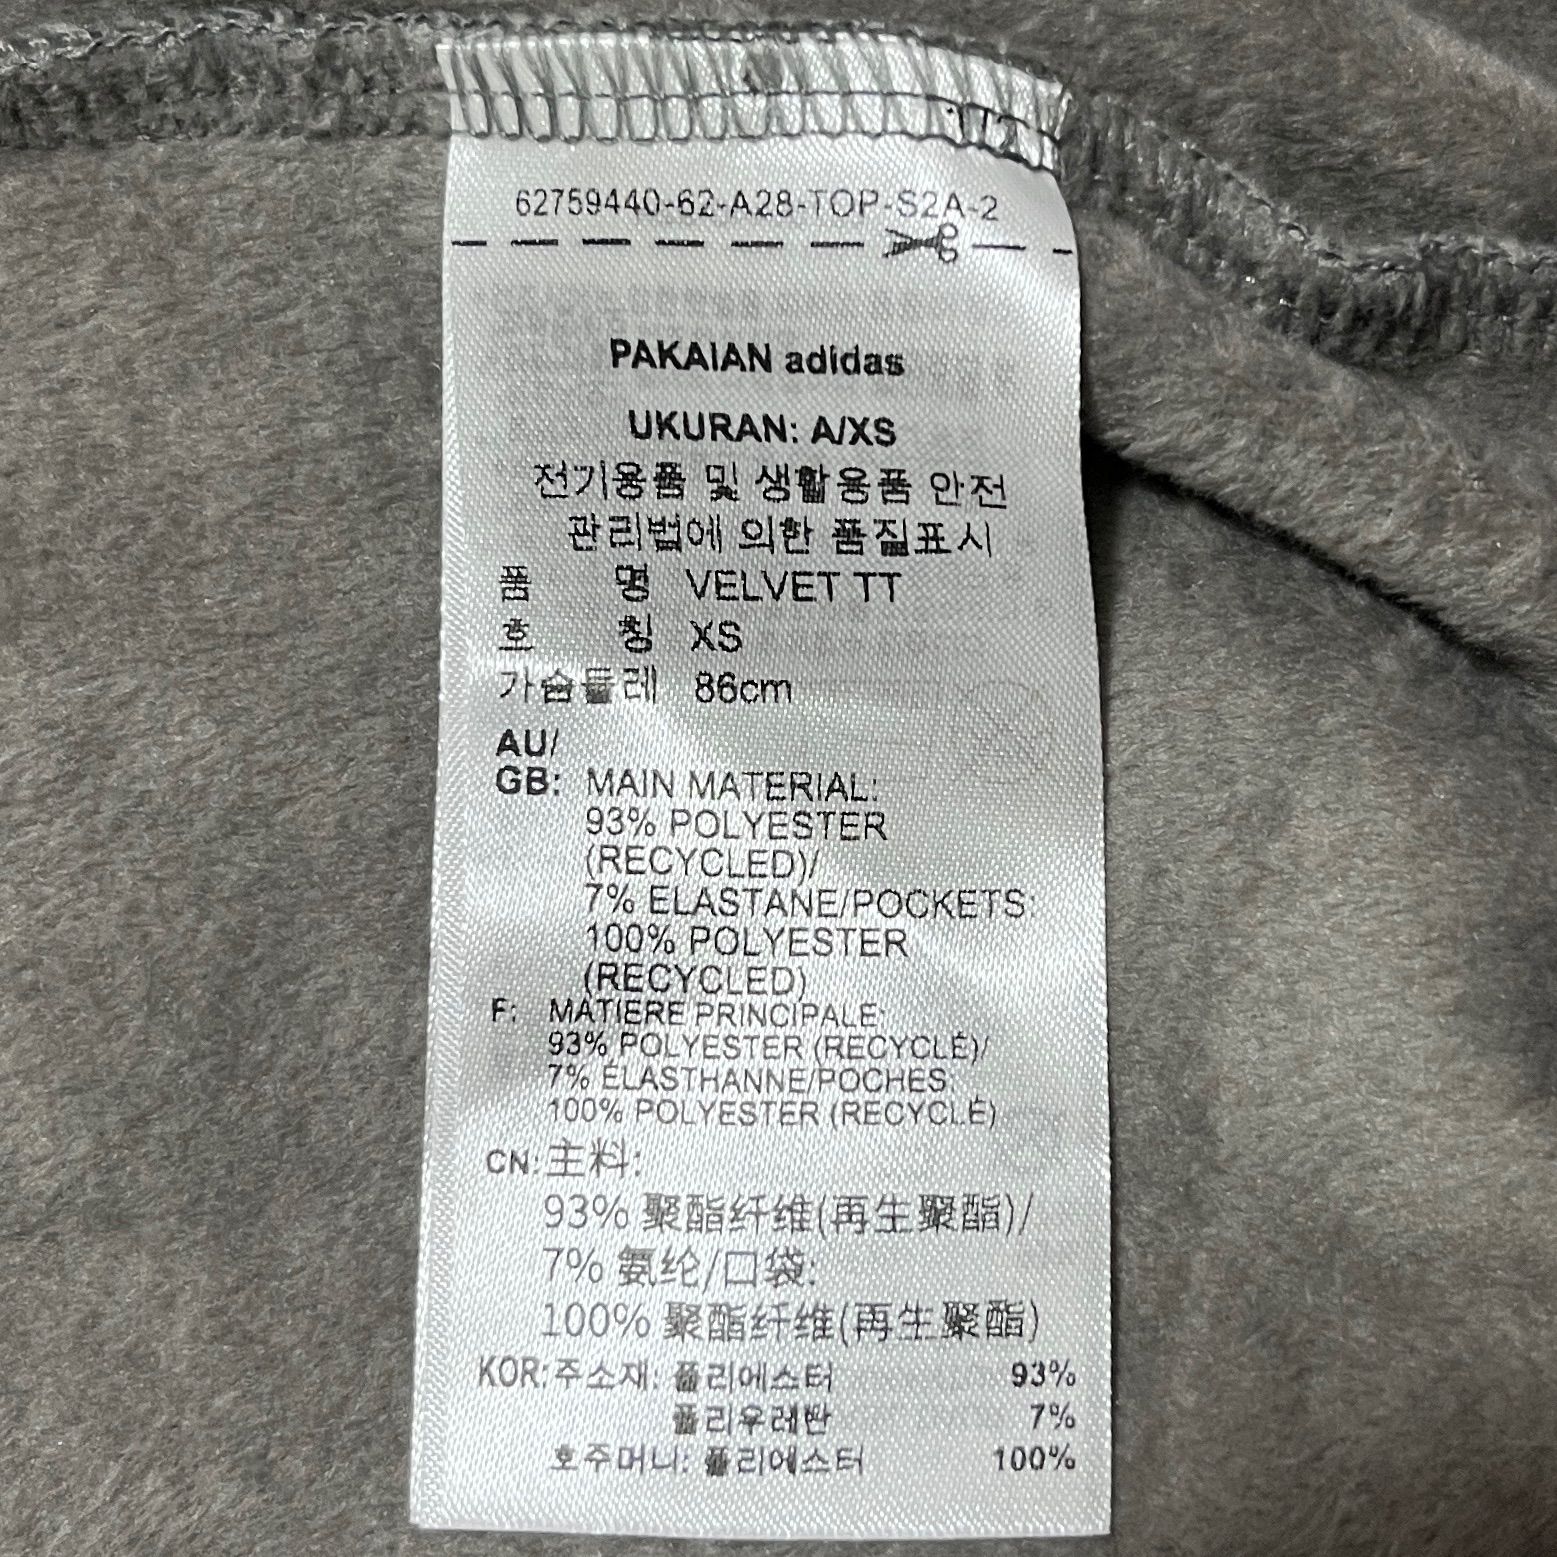 62759440-62-A28-TOP-S2A-2
PAKAIAN adidas
UKURAN: A/XS
전기용품 및 생활용품 안전
관리법에 의한 품질표시
품 명 VELVET TT
호 칭 XS
가슴둘레 86cm
AU/
GB: MAIN MATERIAL:
93% POLYESTER
(RECYCLED)/
7% ELASTANE/POCKETS:
100% POLYESTER
(RECYCLED)
F: MATIERE PRINCIPALE:
93% POLYESTER (RECYCLÉ)/
7% ELASTHANNE/POCHES:
100% POLYESTER (RECYCLÉ)
CN: 主料:
93% 聚酯纤维(再生聚酯)/
7% 氨纶/口袋:
100% 聚酯纤维(再生聚酯)
KOR: 주소재: 폴리에스터 93%
폴리우레탄 7%
호주머니: 폴리에스터 100%